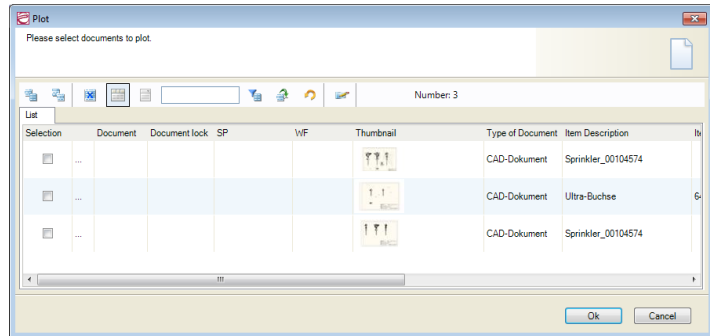 Plot
Please select documents to plot.
Number: 3
List
Selection Document Document lock SP WF Thumbnail Type of Document Item Description
... CAD-Dokument Sprinkler_00104574
... CAD-Dokument Ultra-Buchse
... CAD-Dokument Sprinkler_00104574
Ok Cancel